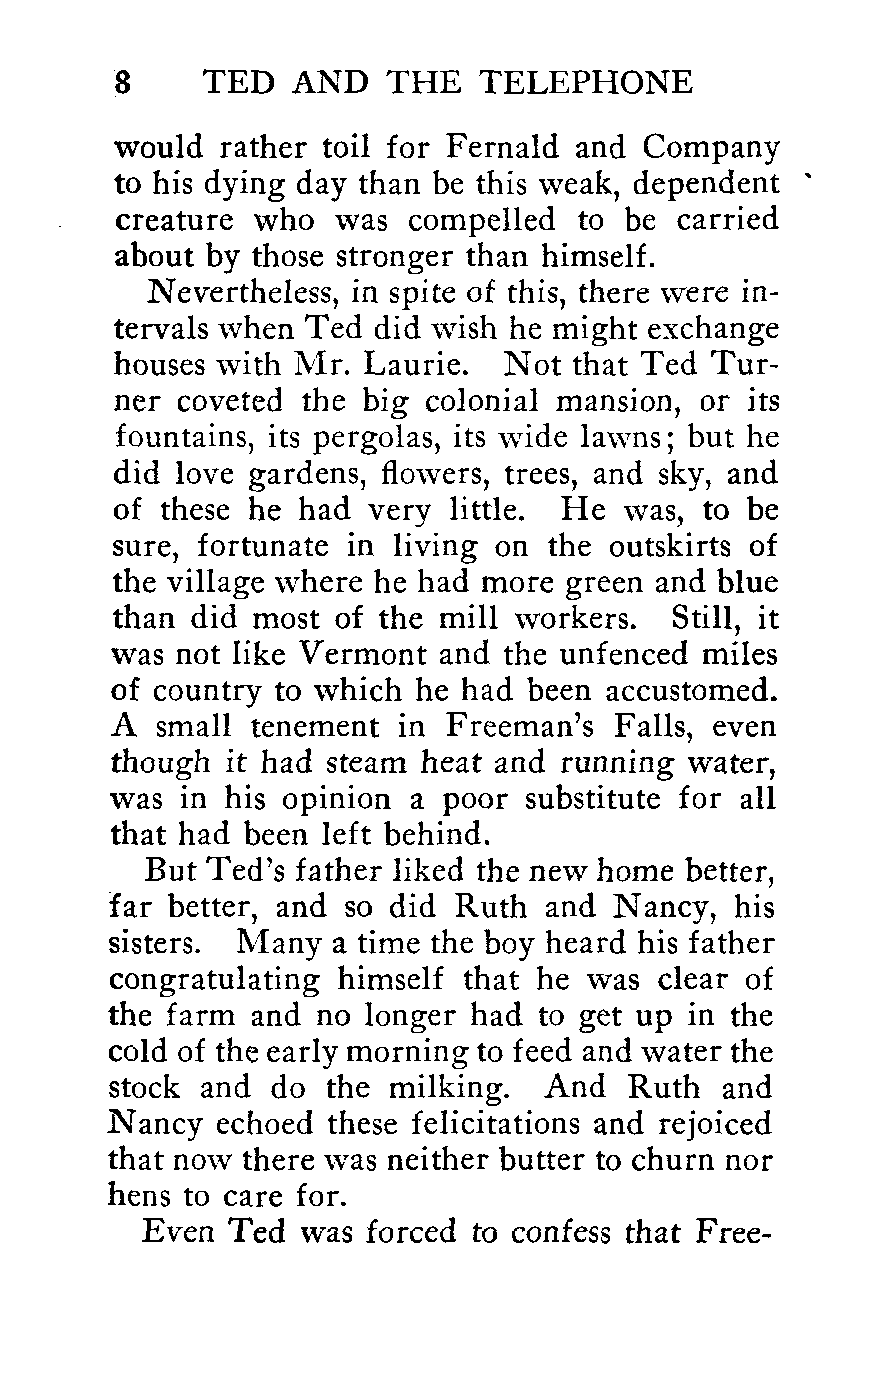 8 TED AND THE TELEPHONE
would rather toil for Fernald and Company
to his dying day than be this weak, dependent
creature who was compelled to be carried
about by those stronger than himself.
Nevertheless, in spite of this, there were in-
tervals when Ted did wish he might exchange
houses with Mr. Laurie. Not that Ted Tur-
ner coveted the big colonial mansion, or its
fountains, its pergolas, its wide lawns; but he
did love gardens, flowers, trees, and sky, and
of these he had very little. He was, to be
sure, fortunate in living on the outskirts of
the village where he had more green and blue
than did most of the mill workers. Still, it
was not like Vermont and the unfenced miles
of country to which he had been accustomed.
A small tenement in Freeman's Falls, even
though it had steam heat and running water,
was in his opinion a poor substitute for all
that had been left behind.
But Ted's father liked the new home better,
far better, and so did Ruth and Nancy, his
sisters. Many a time the boy heard his father
congratulating himself that he was clear of
the farm and no longer had to get up in the
cold of the early morning to feed and water the
stock and do the milking. And Ruth and
Nancy echoed these felicitations and rejoiced
that now there was neither butter to churn nor
hens to care for.
Even Ted was forced to confess that Free-